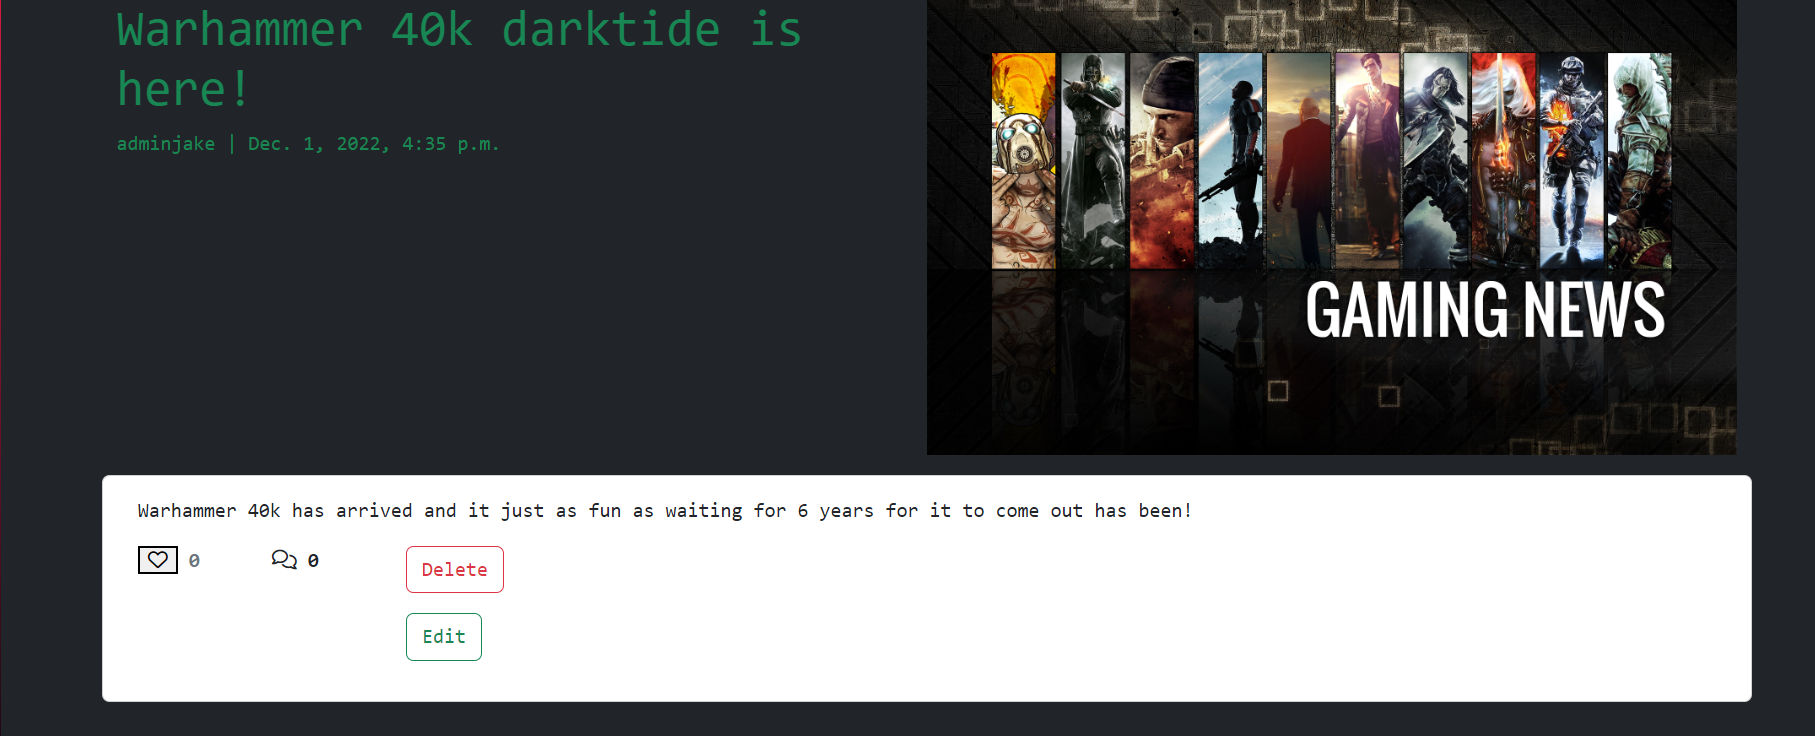 Warhammer 40k darktide is
here!
adminjake | Dec. 1, 2022, 4:35 p.m.
GAMING NEWS
Warhammer 40k has arrived and it just as fun as waiting for 6 years for it to come out has been!
0 0 Delete
Edit